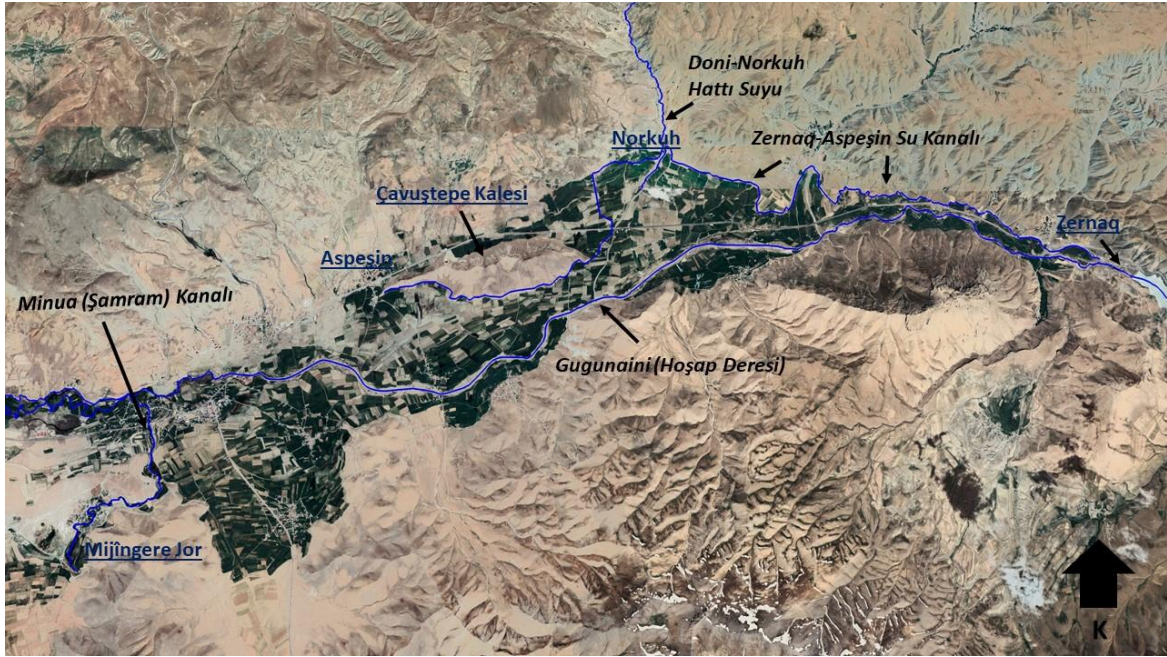 Doni-Norkuh
Hattı Suyu
Norkuh
Zernaq-Aspeşin Su Kanalı
Çavuştepe Kalesi
Zernaq
Aspeşin
Minua (Şamram) Kanalı
Gugunaini (Hoşap Deresi)
Mijîngere Jor
K